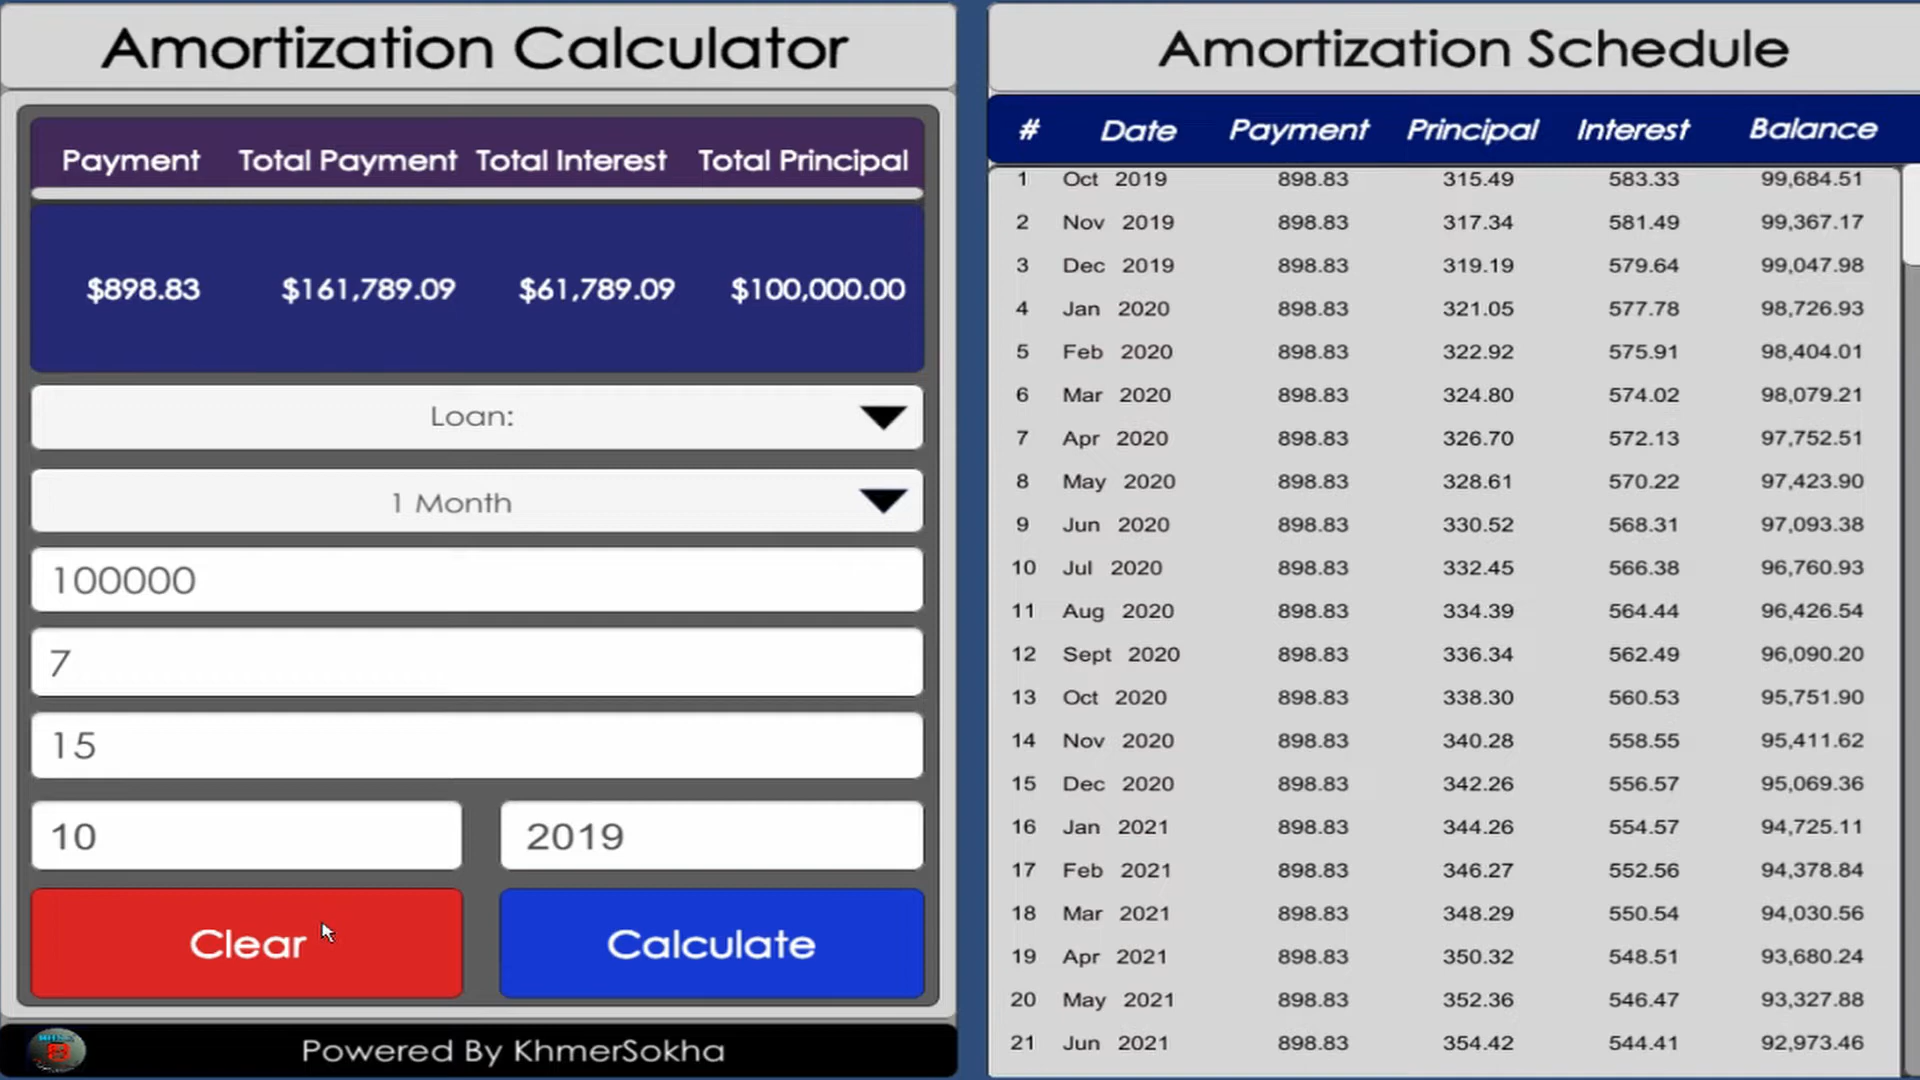 Amortization Calculator
Payment Total Payment Total Interest Total Principal
$898.83 $161,789.09 $61,789.09 $100,000.00
Loan:
1 Month
100000
7
15
10 2019
Clear Calculate
Powered By KhmerSokha
Amortization Schedule
# Date Payment Principal Interest Balance
1 Oct 2019 898.83 315.49 583.33 99,684.51
2 Nov 2019 898.83 317.34 581.49 99,367.17
3 Dec 2019 898.83 319.19 579.64 99,047.98
4 Jan 2020 898.83 321.05 577.78 98,726.93
5 Feb 2020 898.83 322.92 575.91 98,404.01
6 Mar 2020 898.83 324.80 574.02 98,079.21
7 Apr 2020 898.83 326.70 572.13 97,752.51
8 May 2020 898.83 328.61 570.22 97,423.90
9 Jun 2020 898.83 330.52 568.31 97,093.38
10 Jul 2020 898.83 332.45 566.38 96,760.93
11 Aug 2020 898.83 334.39 564.44 96,426.54
12 Sept 2020 898.83 336.34 562.49 96,090.20
13 Oct 2020 898.83 338.30 560.53 95,751.90
14 Nov 2020 898.83 340.28 558.55 95,411.62
15 Dec 2020 898.83 342.26 556.57 95,069.36
16 Jan 2021 898.83 344.26 554.57 94,725.11
17 Feb 2021 898.83 346.27 552.56 94,378.84
18 Mar 2021 898.83 348.29 550.54 94,030.56
19 Apr 2021 898.83 350.32 548.51 93,680.24
20 May 2021 898.83 352.36 546.47 93,327.88
21 Jun 2021 898.83 354.42 544.41 92,973.46